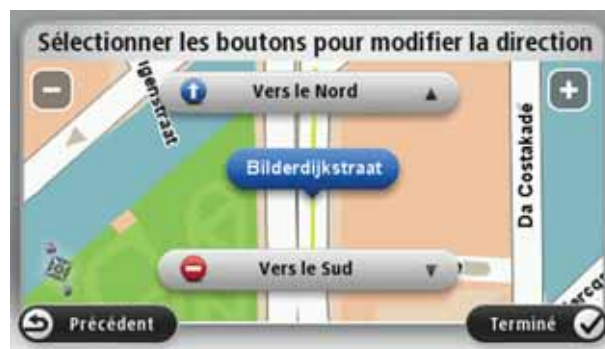 Sélectionner les boutons pour modifier la direction
Vers le Nord
Bilderdijkstraat
Da Costakade
Vers le Sud
Précédent
Terminé